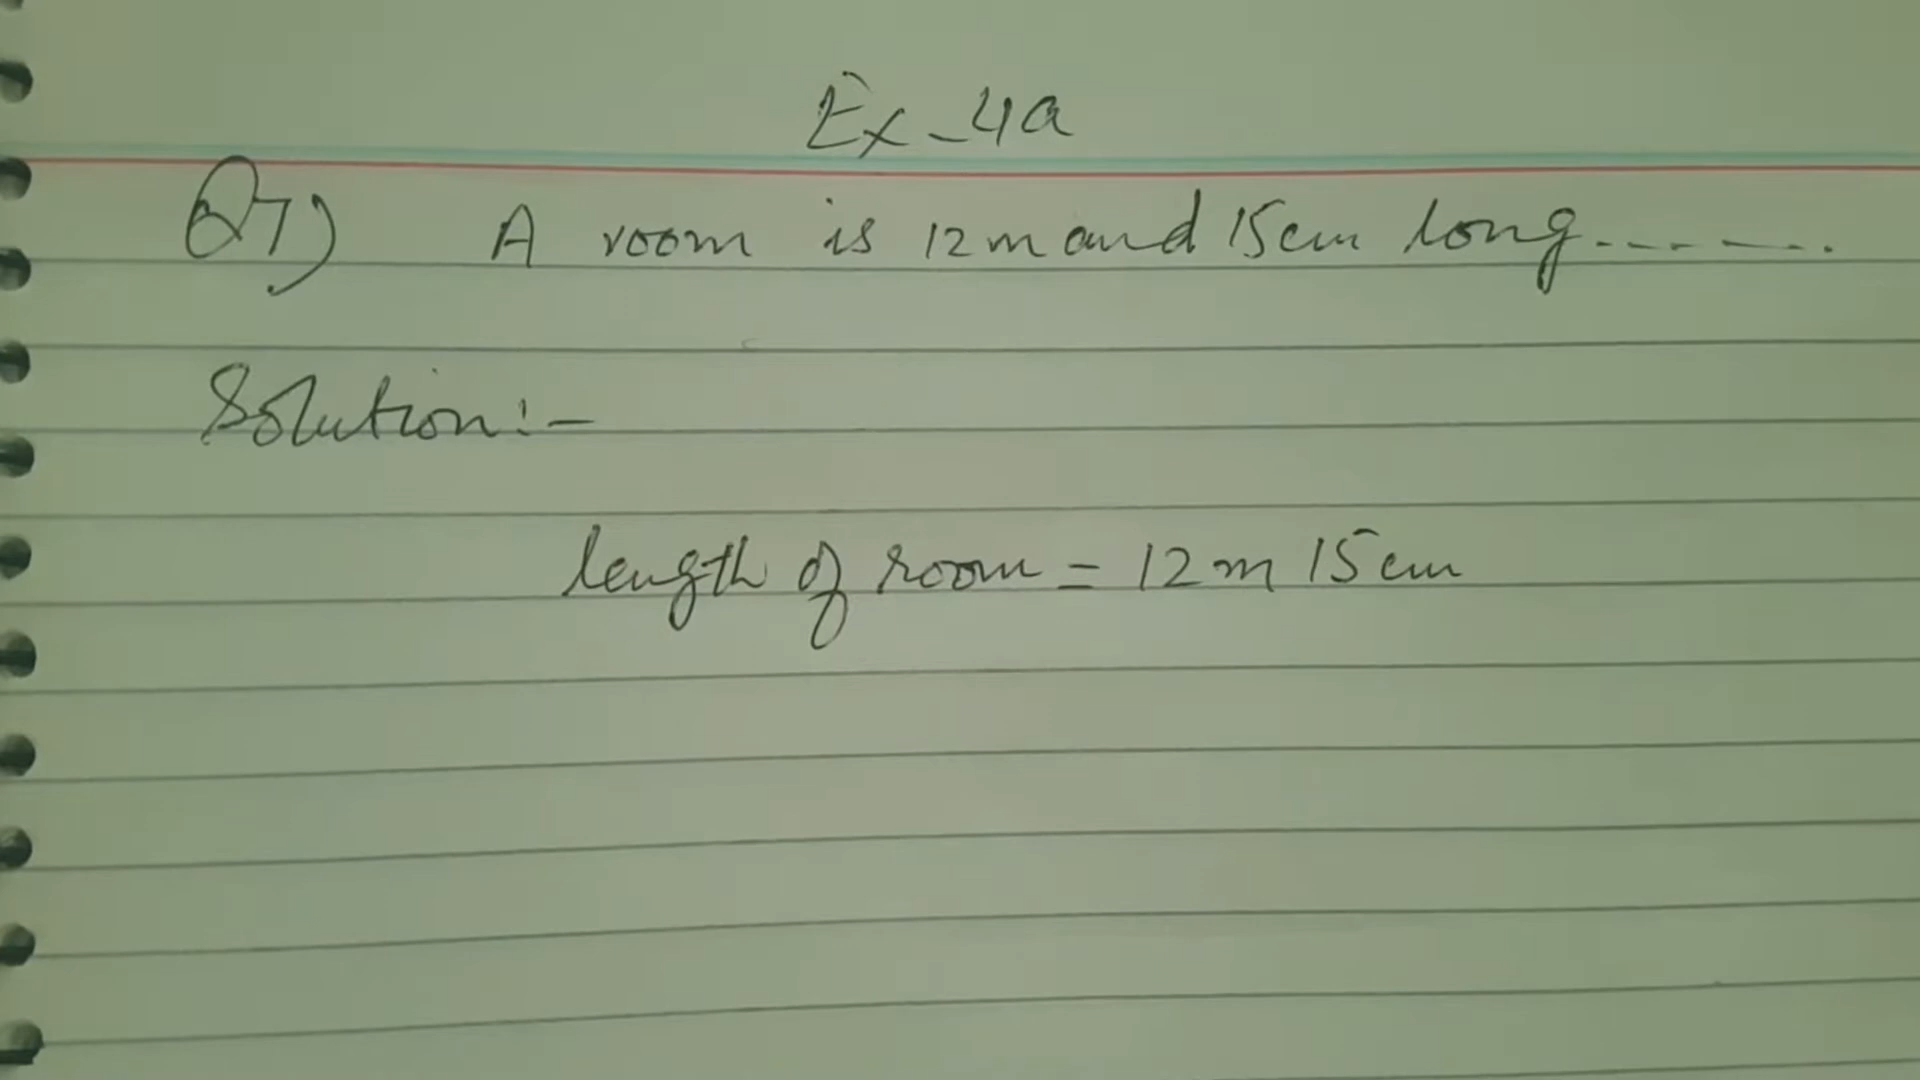 Ex-4a
Q7) A room is 12m and 15cm long........
Solution:-
length of room = 12m 15cm